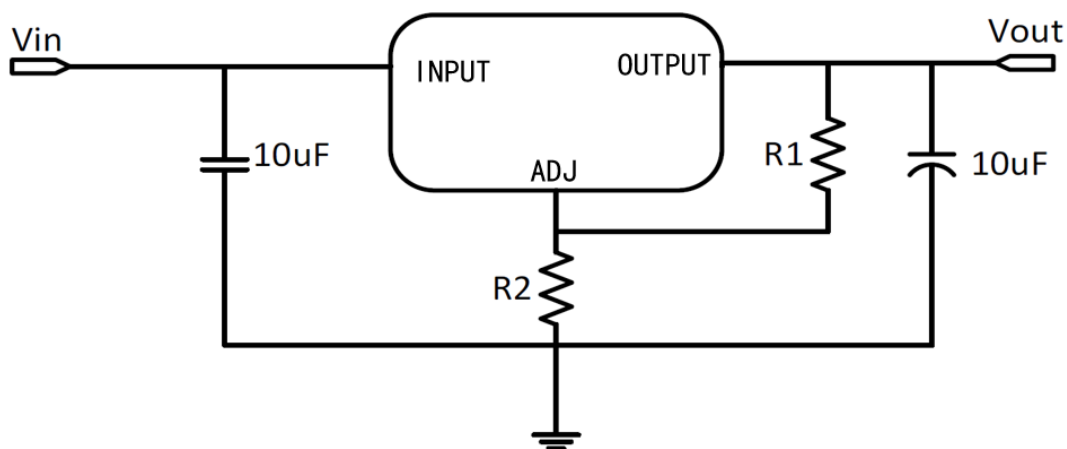 Vin
Vout
INPUT
OUTPUT
10uF
R1
10uF
ADJ
R2